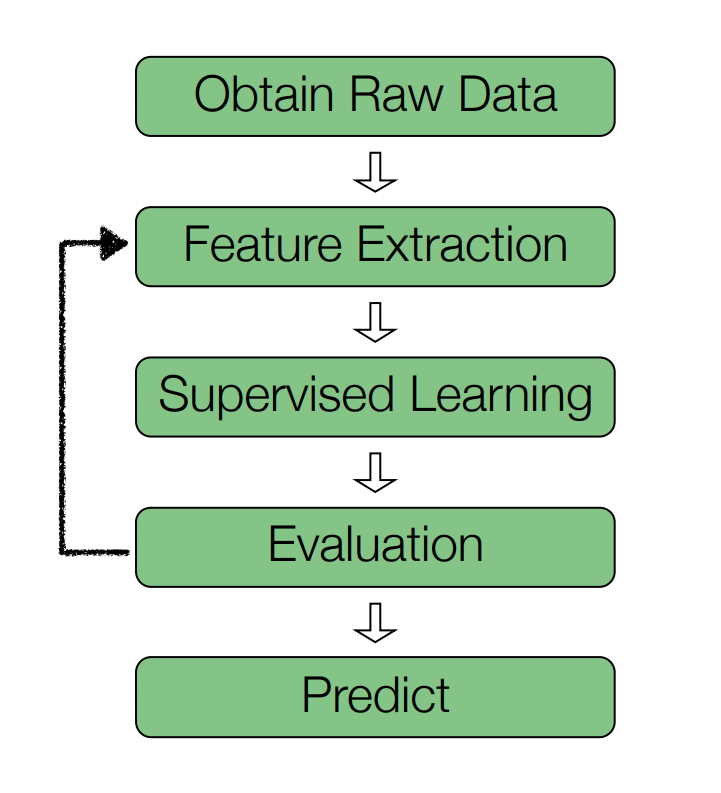 Obtain Raw Data
Feature Extraction
Supervised Learning
Evaluation
Predict